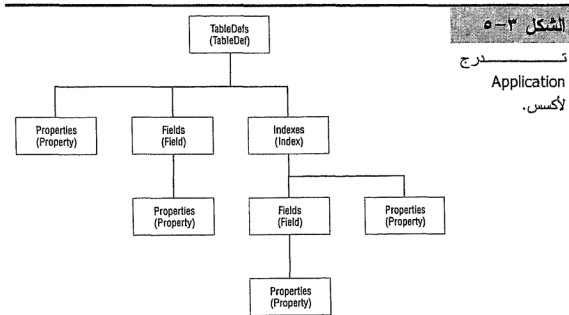 الشكل ٣-٥
تـــــــدرج
Application
لأكسس.
TableDefs
(TableDef)
Properties
(Property)
Fields
(Field)
Indexes
(Index)
Properties
(Property)
Fields
(Field)
Properties
(Property)
Properties
(Property)